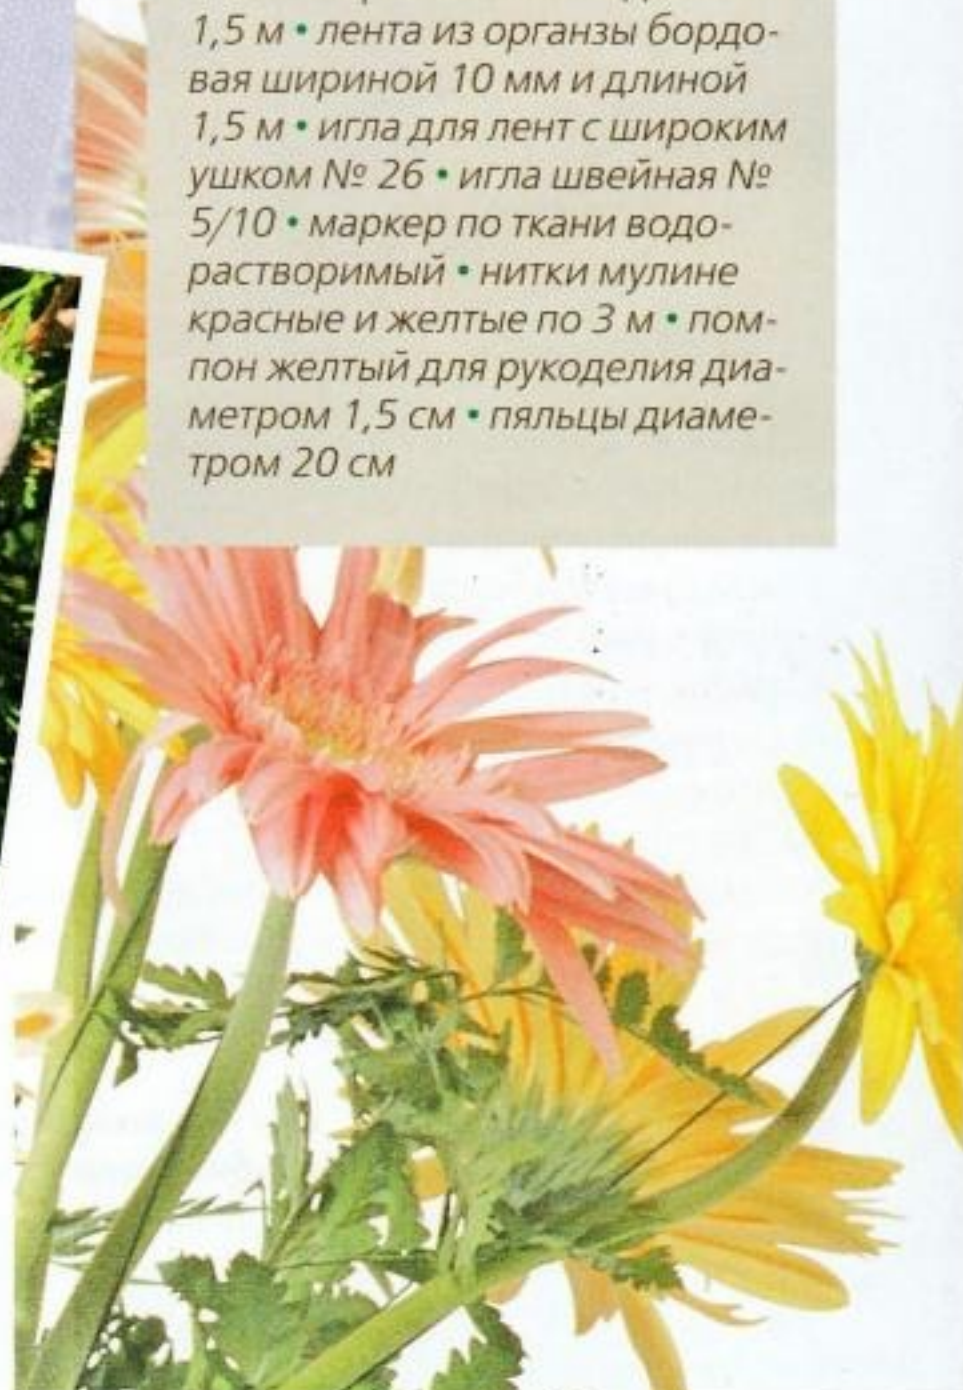 1,5 м • лента из органзы бордо-
вая шириной 10 мм и длиной
1,5 м • игла для лент с широким
ушком № 26 • игла швейная №
5/10 • маркер по ткани водо-
растворимый • нитки мулине
красные и желтые по 3 м • пом-
пон желтый для рукоделия диа-
метром 1,5 см • пяльцы диаме-
тром 20 см